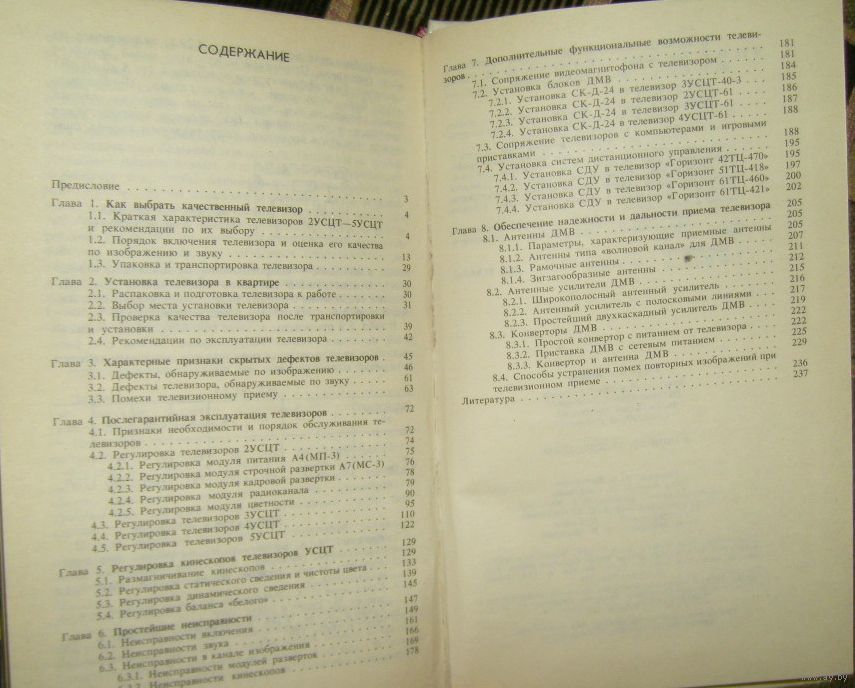 СОДЕРЖАНИЕ
Предисловие . . . 3
Глава 1. Как выбрать качественный телевизор . . . 4
1.1. Краткая характеристика телевизоров 2УСЦТ—5УСЦТ
и рекомендации по их выбору . . . 4
1.2. Порядок включения телевизора и оценка его качества
по изображению и звуку . . . 13
1.3. Упаковка и транспортировка телевизора . . . 29
Глава 2. Установка телевизора в квартире . . . 30
2.1. Распаковка и подготовка телевизора к работе . . . 30
2.2. Выбор места установки телевизора . . . 31
2.3. Проверка качества телевизора после транспортировки
и установки . . . 39
2.4. Рекомендации по эксплуатации телевизора . . . 42
Глава 3. Характерные признаки скрытых дефектов телевизоров . 45
3.1. Дефекты, обнаруживаемые по изображению . . . 46
3.2. Дефекты телевизора, обнаруживаемые по звуку . . . 61
3.3. Помехи телевизионному приему . . . 63
Глава 4. Послегарантийная эксплуатация телевизоров . . . 72
4.1. Признаки необходимости и порядок обслуживания те-
левизоров . . . 72
4.2. Регулировка телевизоров 2УСЦТ . . . 74
4.2.1. Регулировка модуля питания А4(МП-3) . . . 75
4.2.2. Регулировка модуля строчной развертки А7(МС-3) 76
4.2.3. Регулировка модуля кадровой развертки . . . 78
4.2.4. Регулировка модуля радиоканала . . . 79
4.2.5. Регулировка модуля цветности . . . 90
4.3. Регулировка телевизоров 3УСЦТ . . . 95
4.4. Регулировка телевизоров 4УСЦТ . . . 110
4.5. Регулировка телевизоров 5УСЦТ . . . 122
Глава 5. Регулировка кинескопов телевизоров УСЦТ . . . 129
5.1. Размагничивание кинескопов . . . 129
5.2. Регулировка статического сведения и чистоты цвета . 133
5.3. Регулировка динамического сведения . . . 139
5.4. Регулировка баланса «белого» . . . 145
Глава 6. Простейшие неисправности . . . 147
6.1. Неисправности включения . . . 149
6.2. Неисправности звука . . . 161
6.3. Неисправности в канале изображения . . . 166
6.3.1. Неисправности модулей разверток . . . 169
6.3.2. Неисправности кинескопов . . . 178
Глава 7. Дополнительные функциональные возможности телеви-
зоров . . . 181
7.1. Сопряжение видеомагнитофона с телевизором . . . 181
7.2. Установка блоков ДМВ . . . 184
7.2.1. Установка СК-Д-24 в телевизор 3УСЦТ-40-3 . . . 185
7.2.2. Установка СК-Д-24 в телевизор 2УСЦТ-61 . . . 186
7.2.3. Установка СК-Д-24 в телевизор 3УСЦТ-61 . . . 187
7.2.4. Установка СК-Д-24 в телевизор 4УСЦТ-61 . . . 188
7.3. Сопряжение телевизоров с компьютерами и игровыми
приставками . . . 188
7.4. Установка систем дистанционного управления . . . 195
7.4.1. Установка СДУ в телевизор «Горизонт 42ТЦ-470» 195
7.4.2. Установка СДУ в телевизор «Горизонт 51ТЦ-418» 197
7.4.3. Установка СДУ в телевизор «Горизонт 61ТЦ-460» 200
7.4.4. Установка СДУ в телевизор «Горизонт 61ТЦ-421» 202
Глава 8. Обеспечение надежности и дальности приема телевизора 205
8.1. Антенны ДМВ . . . 205
8.1.1. Параметры, характеризующие приемные антенны 205
8.1.2. Антенны типа «волновой канал» для ДМВ . . . 207
8.1.3. Рамочные антенны . . . 211
8.1.4. Зигзагообразные антенны . . . 212
8.2. Антенные усилители ДМВ . . . 215
8.2.1. Широкополосный антенный усилитель . . . 216
8.2.2. Антенный усилитель с полосковыми линиями . . . 217
8.2.3. Простейший двухкаскадный усилитель ДМВ . . . 219
8.3. Конверторы ДМВ . . . 222
8.3.1. Простой конвертор с питанием от телевизора . . . 222
8.3.2. Приставка ДМВ с сетевым питанием . . . 225
8.3.3. Конвертор и антенна ДМВ . . . 229
8.4. Способы устранения помех повторных изображений при
телевизионном приеме . . . 236
Литература . . . 237
www.ay.by